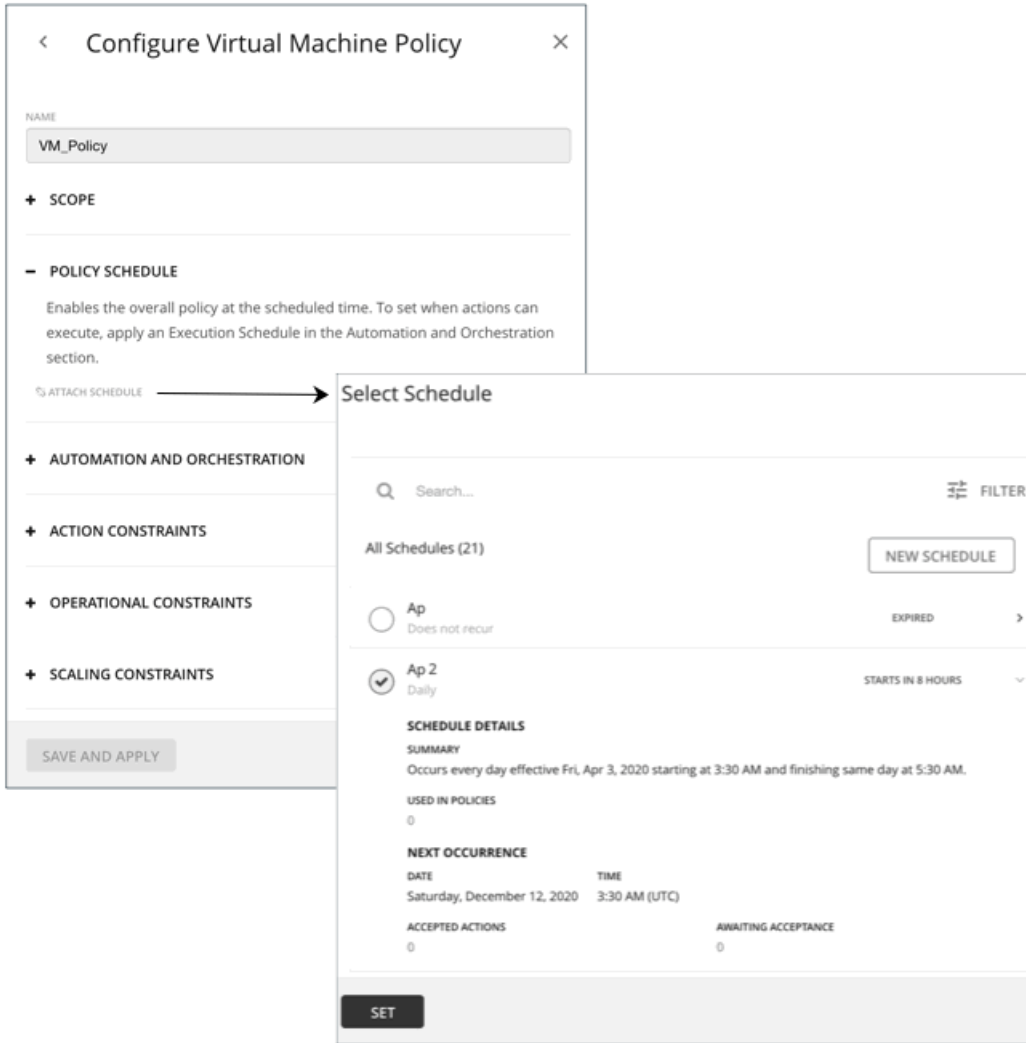 Configure Virtual Machine Policy
NAME
VM_Policy
SCOPE
POLICY SCHEDULE
Enables the overall policy at the scheduled time. To set when actions can
execute, apply an Execution Schedule in the Automation and Orchestration
section.
ATTACH SCHEDULE
AUTOMATION AND ORCHESTRATION
ACTION CONSTRAINTS
OPERATIONAL CONSTRAINTS
SCALING CONSTRAINTS
SAVE AND APPLY
Select Schedule
Search...
FILTER
All Schedules (21)
NEW SCHEDULE
Ap
EXPIRED
Does not recur
Ap 2
STARTS IN 8 HOURS
Daily
SCHEDULE DETAILS
SUMMARY
Occurs every day effective Fri, Apr 3, 2020 starting at 3:30 AM and finishing same day at 5:30 AM.
USED IN POLICIES
0
NEXT OCCURRENCE
DATE TIME
Saturday, December 12, 2020 3:30 AM (UTC)
ACCEPTED ACTIONS AWAITING ACCEPTANCE
0 0
SET